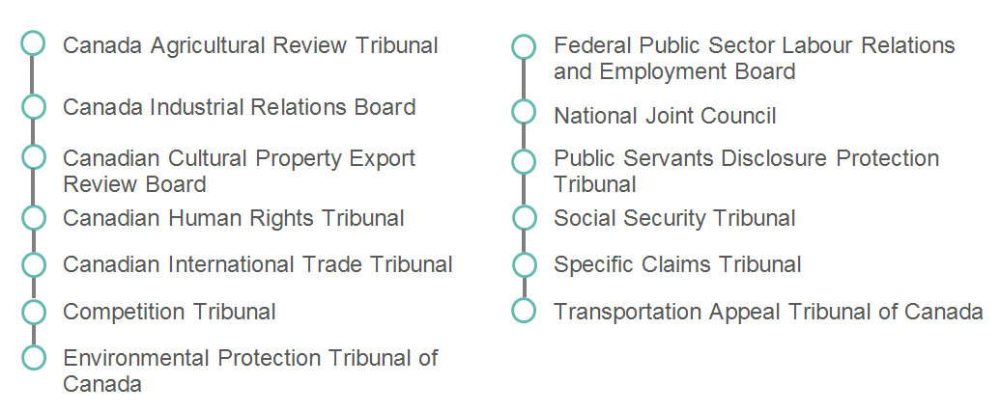 Canada Agricultural Review Tribunal
Canada Industrial Relations Board
Canadian Cultural Property Export
Review Board
Canadian Human Rights Tribunal
Canadian International Trade Tribunal
Competition Tribunal
Environmental Protection Tribunal of
Canada
Federal Public Sector Labour Relations
and Employment Board
National Joint Council
Public Servants Disclosure Protection
Tribunal
Social Security Tribunal
Specific Claims Tribunal
Transportation Appeal Tribunal of Canada